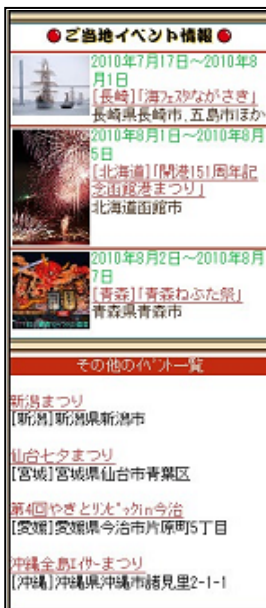 ●ご当地イベント情報●
2010年7月17日～2010年8
月1日
[長崎]「海フェスタながさき」
長崎県長崎市,五島市ほか
2010年8月1日～2010年8月
5日
[北海道]「開港151周年記
念函館港まつり」
北海道函館市
2010年8月2日～2010年8月
7日
[青森]「青森ねぶた祭」
青森県青森市
その他のイベント一覧
新潟まつり
[新潟]新潟県新潟市
仙台七夕まつり
[宮城]宮城県仙台市青葉区
第4回やきとリンピックin今治
[愛媛]愛媛県今治市片原町5丁目
沖縄全島エイサーまつり
[沖縄]沖縄県沖縄市諸見里2-1-1